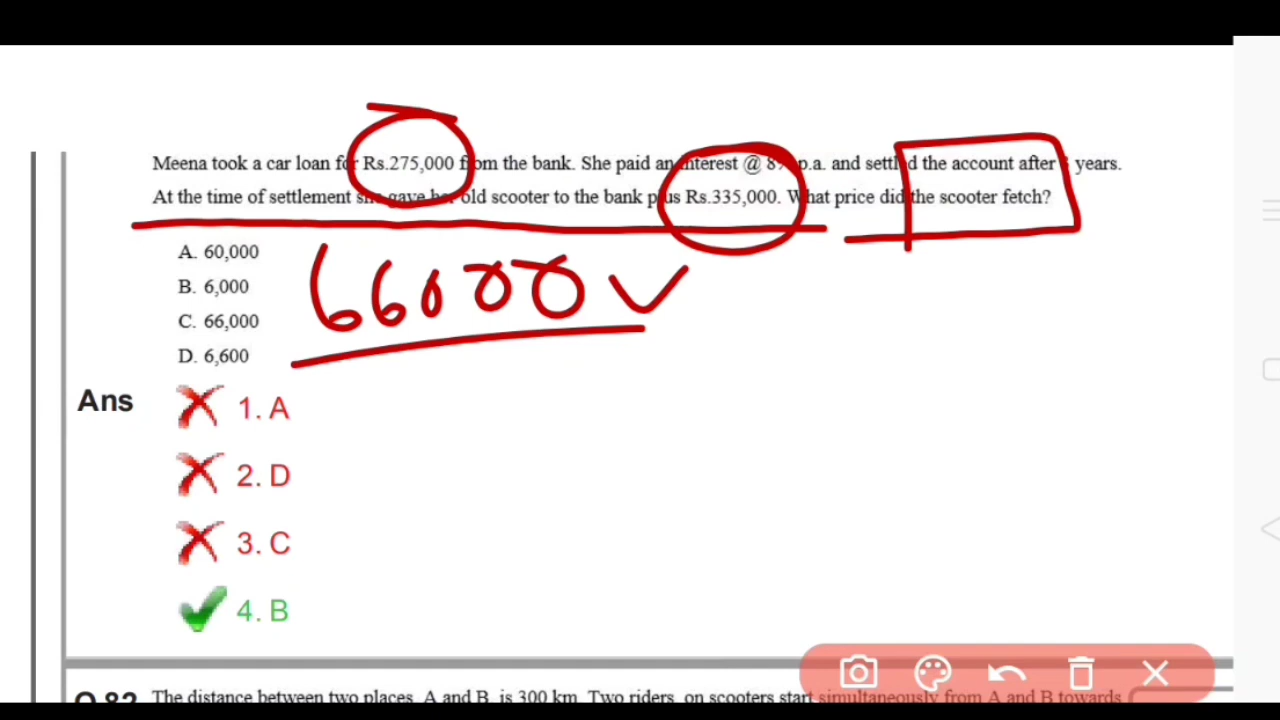 Meena took a car loan for Rs.275,000 from the bank. She paid an interest @ 8% p.a. and settled the account after years.
At the time of settlement she gave her old scooter to the bank plus Rs.335,000. What price did the scooter fetch?
A. 60,000
B. 6,000
C. 66,000
D. 6,600
66000
Ans
1. A
2. D
3. C
4. B
Q.82 The distance between two places, A and B, is 300 km. Two riders, on scooters start simultaneously from A and B towards